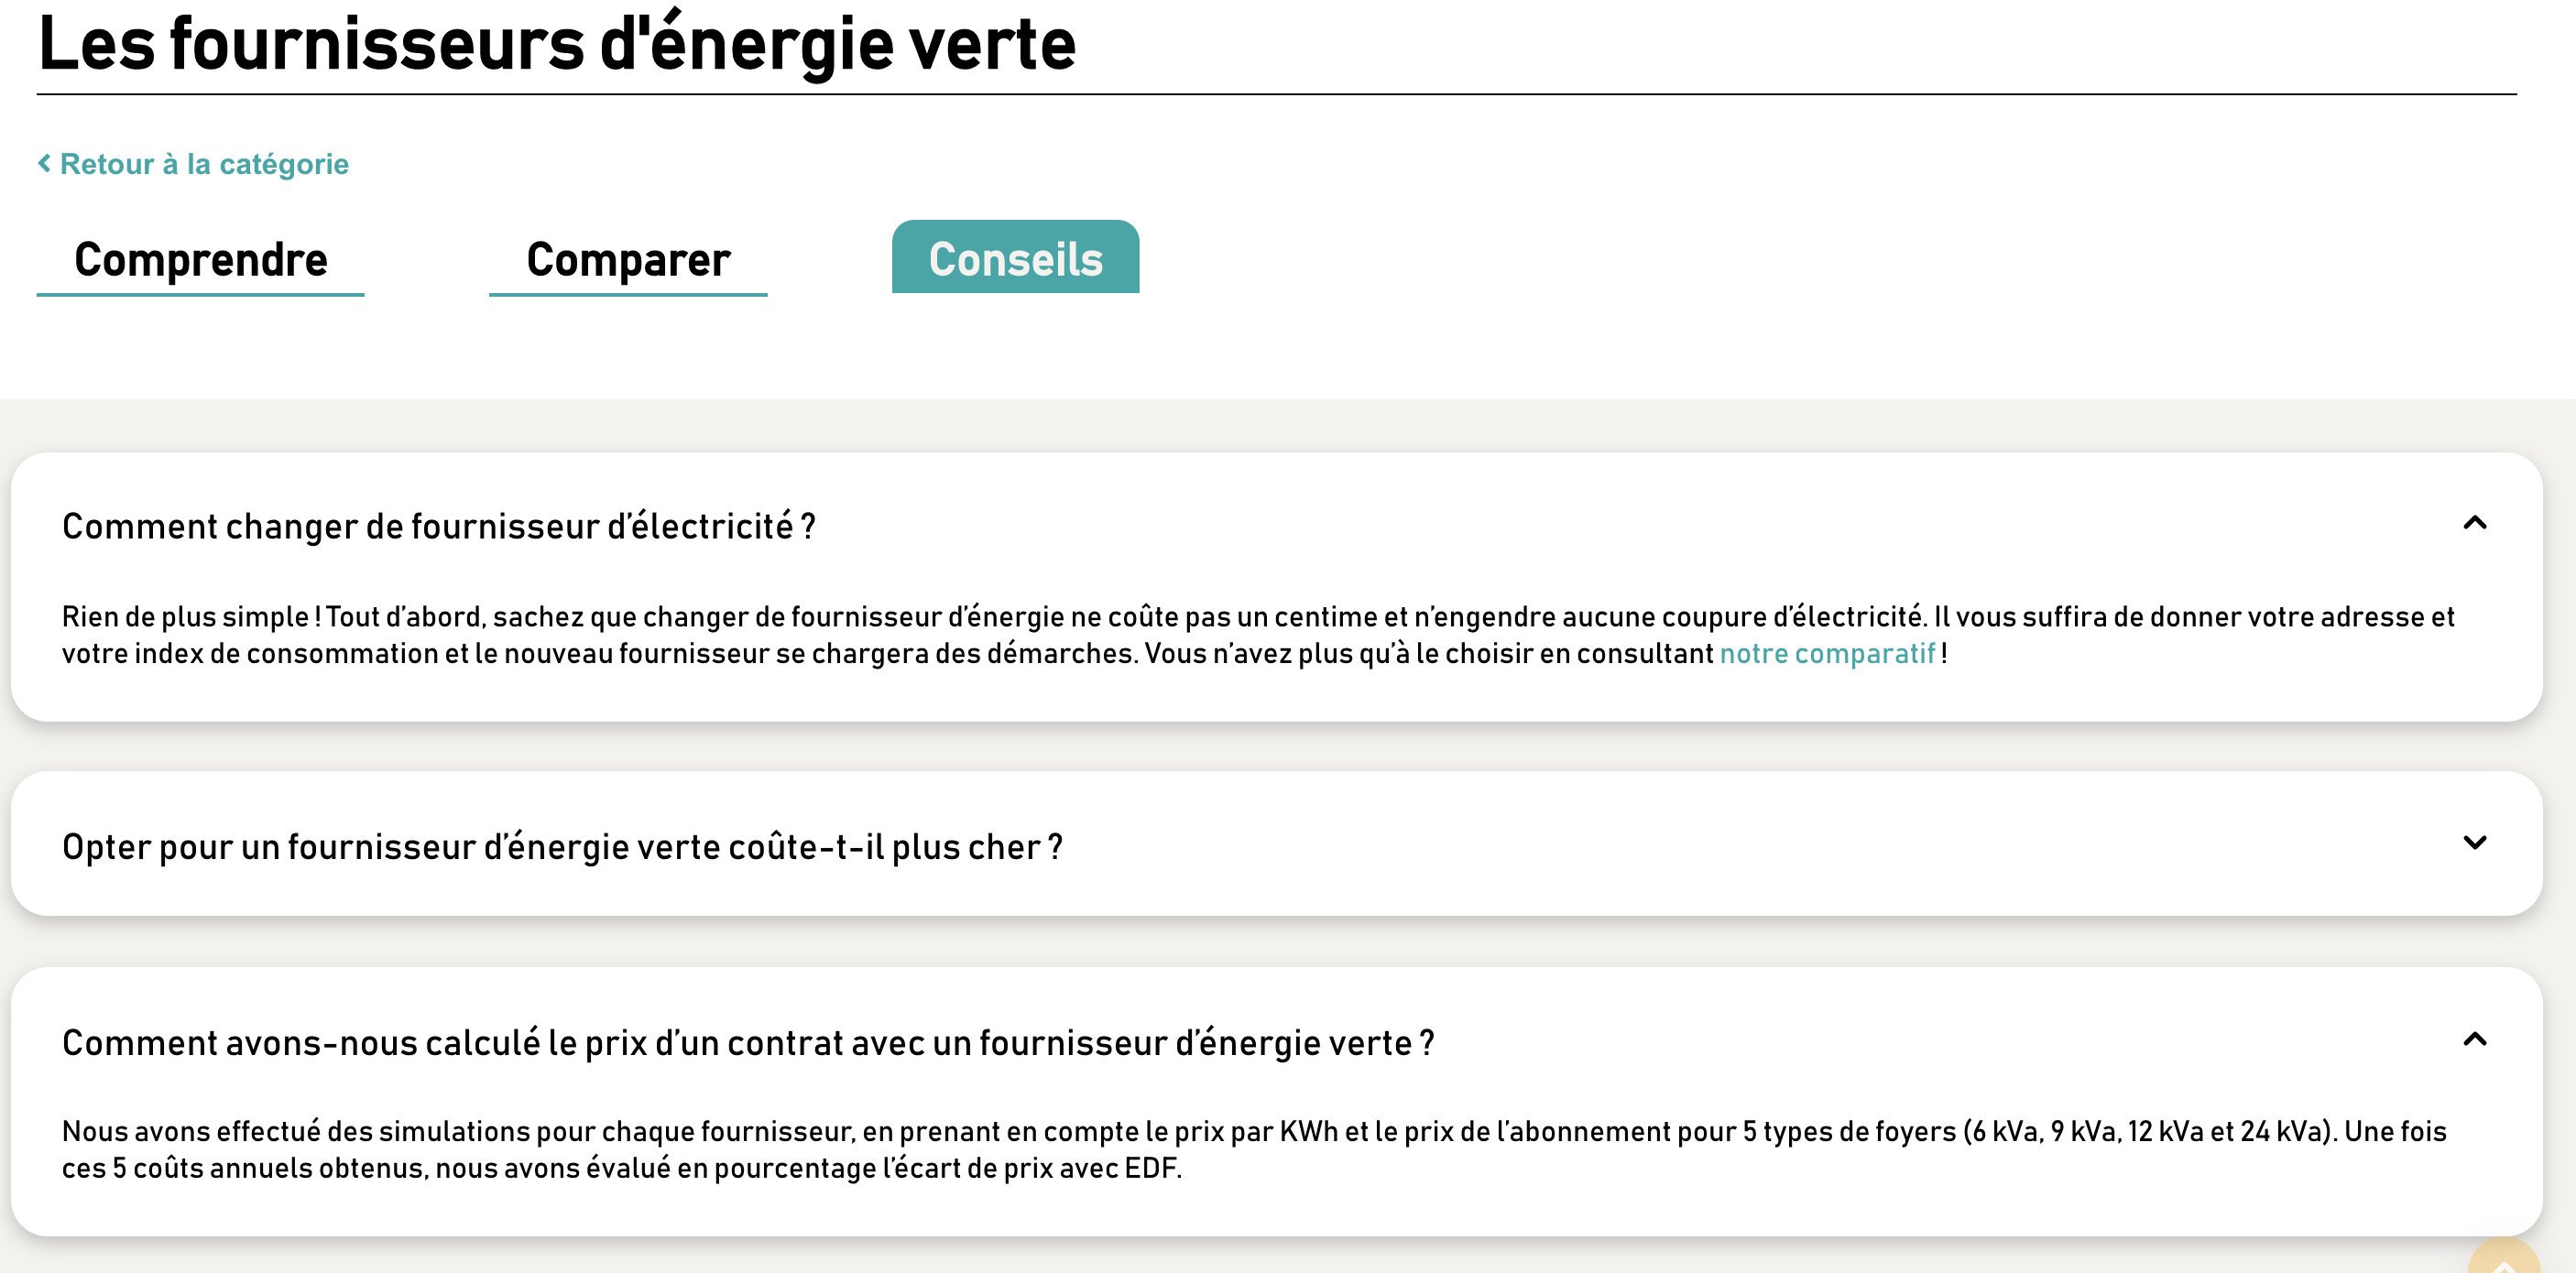 Les fournisseurs d'énergie verte
Retour à la catégorie
Comprendre
Comparer
Conseils
Comment changer de fournisseur d’électricité ?
Rien de plus simple ! Tout d’abord, sachez que changer de fournisseur d’énergie ne coûte pas un centime et n’engendre aucune coupure d’électricité. Il vous suffira de donner votre adresse et
votre index de consommation et le nouveau fournisseur se chargera des démarches. Vous n’avez plus qu’à le choisir en consultant notre comparatif !
Opter pour un fournisseur d’énergie verte coûte-t-il plus cher ?
Comment avons-nous calculé le prix d’un contrat avec un fournisseur d’énergie verte ?
Nous avons effectué des simulations pour chaque fournisseur, en prenant en compte le prix par KWh et le prix de l’abonnement pour 5 types de foyers (6 kVa, 9 kVa, 12 kVa et 24 kVa). Une fois
ces 5 coûts annuels obtenus, nous avons évalué en pourcentage l’écart de prix avec EDF.